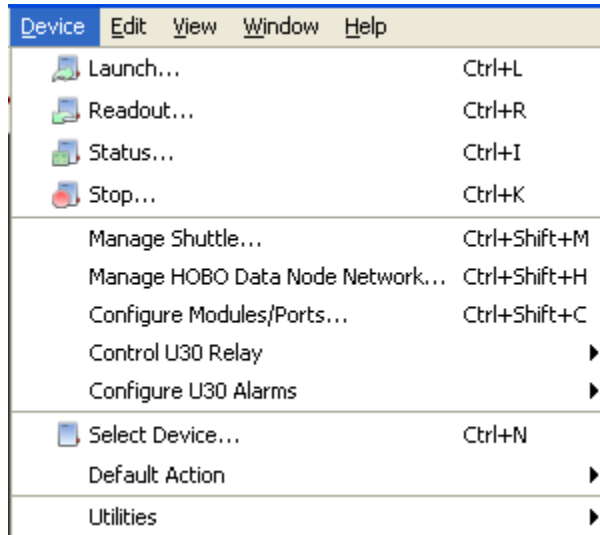 Device Edit View Window Help
Launch... Ctrl+L
Readout... Ctrl+R
Status... Ctrl+I
Stop... Ctrl+K
Manage Shuttle... Ctrl+Shift+M
Manage HOBO Data Node Network... Ctrl+Shift+H
Configure Modules/Ports... Ctrl+Shift+C
Control U30 Relay
Configure U30 Alarms
Select Device... Ctrl+N
Default Action
Utilities